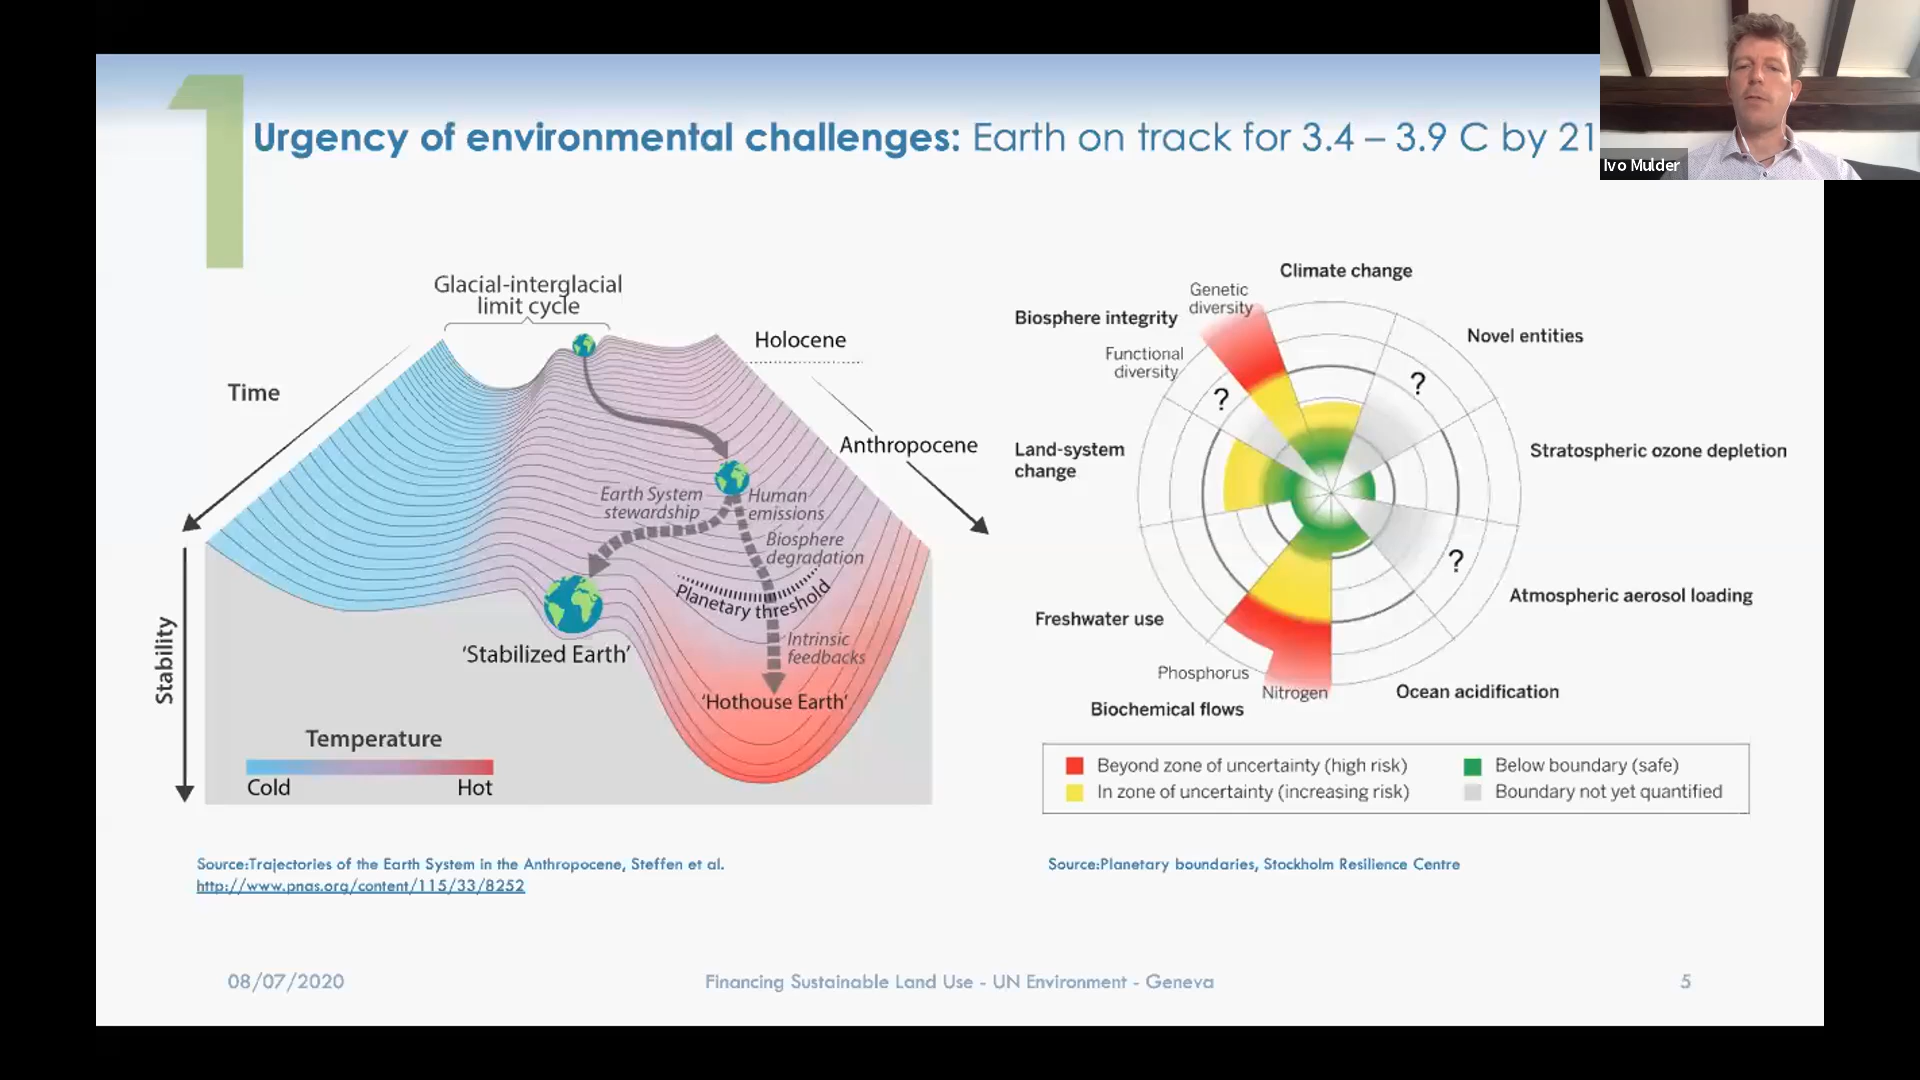 1
Urgency of environmental challenges: Earth on track for 3.4 – 3.9 C by 21
Ivo Mulder
Glacial-interglacial
limit cycle
Holocene
Time
Anthropocene
Earth System
stewardship
Human
emissions
Biosphere
degradation
Planetary threshold
Stability
'Stabilized Earth'
Intrinsic
feedbacks
'Hothouse Earth'
Temperature
Cold
Hot
Climate change
Genetic
diversity
Biosphere integrity
Novel entities
Functional
diversity
?
?
Land-system
change
Stratospheric ozone depletion
?
Atmospheric aerosol loading
Freshwater use
Phosphorus
Nitrogen
Ocean acidification
Biochemical flows
Beyond zone of uncertainty (high risk)
Below boundary (safe)
In zone of uncertainty (increasing risk)
Boundary not yet quantified
Source:Trajectories of the Earth System in the Anthropocene, Steffen et al.
http://www.pnas.org/content/115/33/8252
Source:Planetary boundaries, Stockholm Resilience Centre
08/07/2020
Financing Sustainable Land Use - UN Environment - Geneva
5